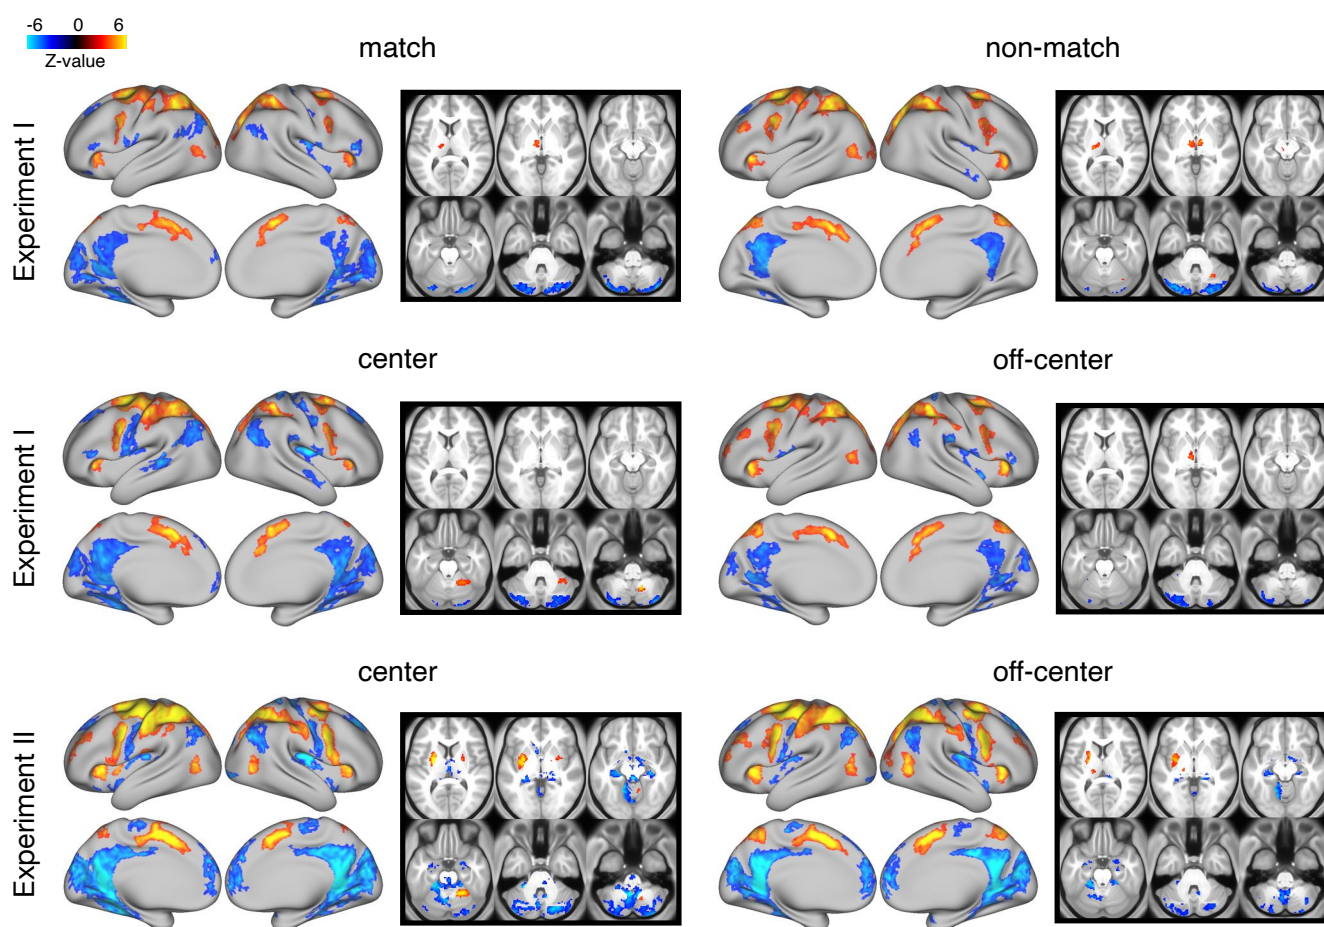 -6 0 6
Z-value
match
non-match
Experiment I
center
off-center
Experiment I
center
off-center
Experiment II